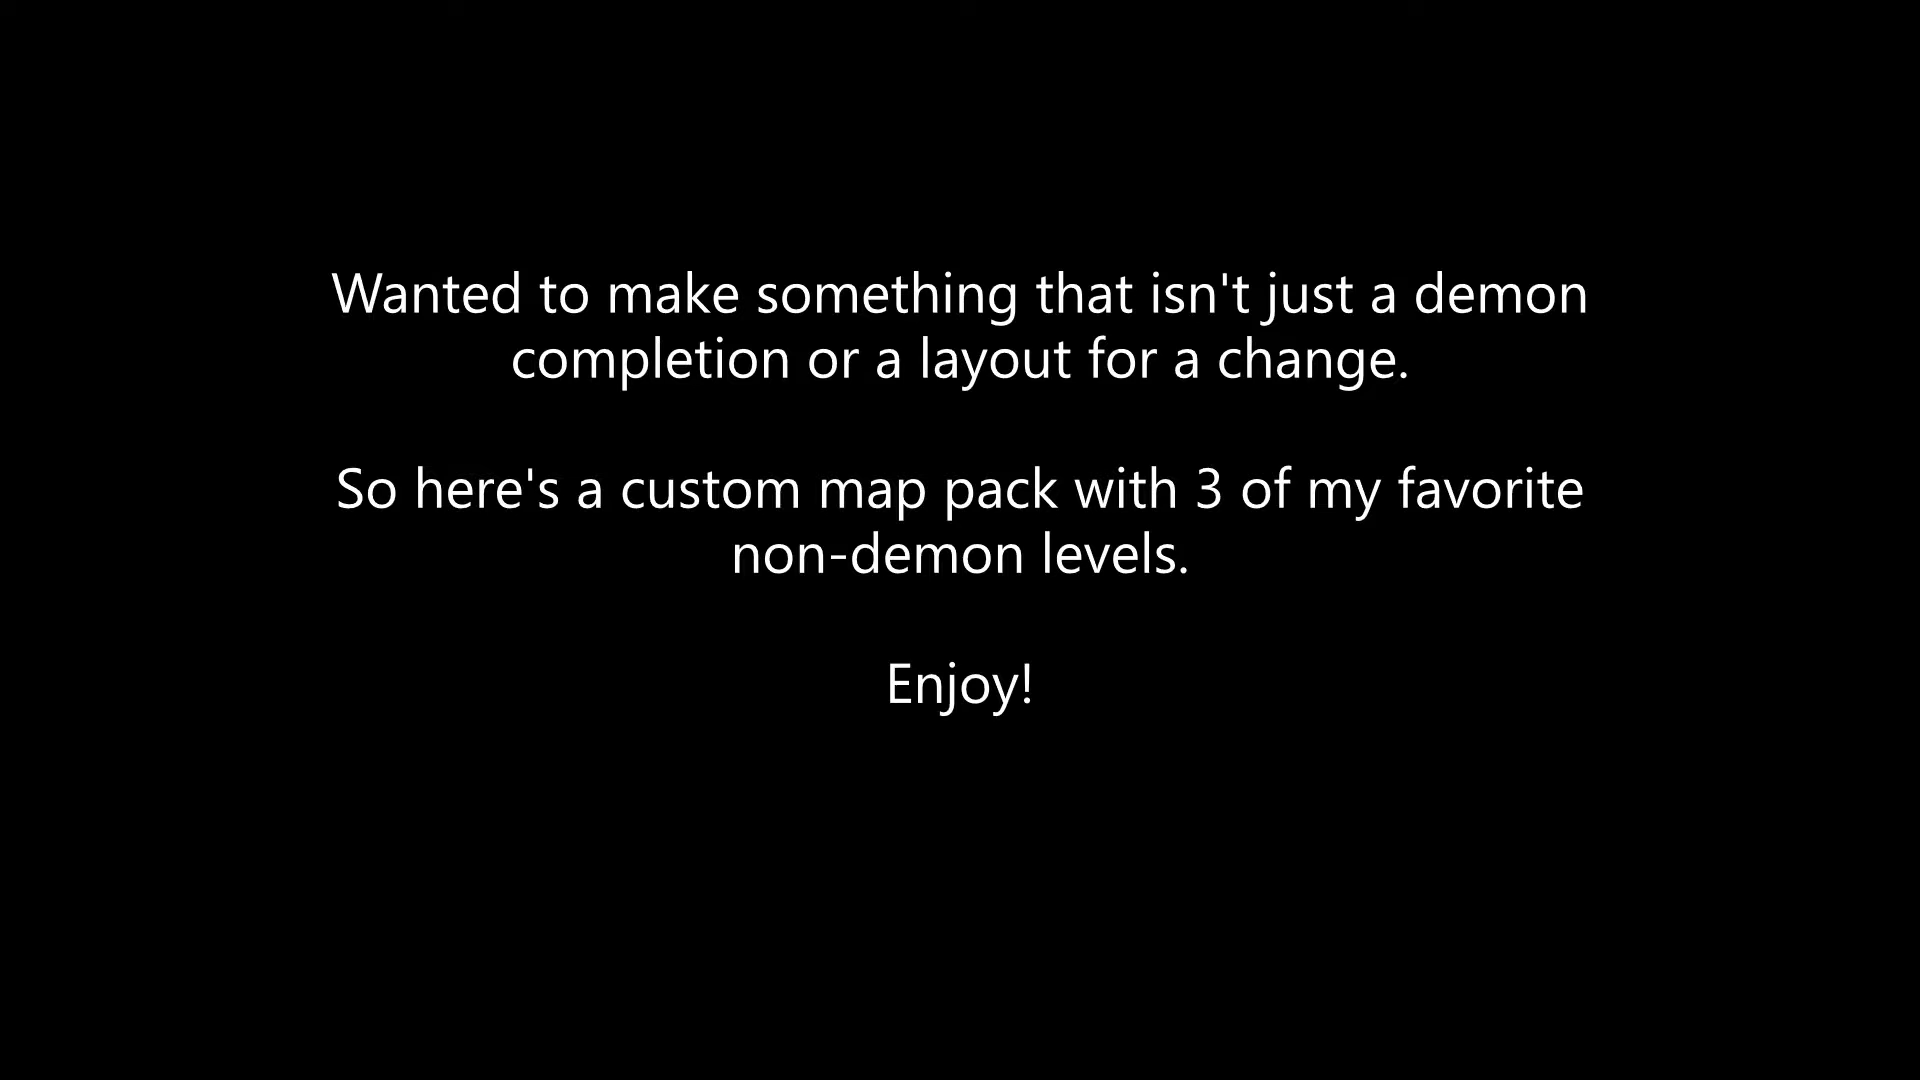 Wanted to make something that isn't just a demon
completion or a layout for a change.
So here's a custom map pack with 3 of my favorite
non-demon levels.
Enjoy!